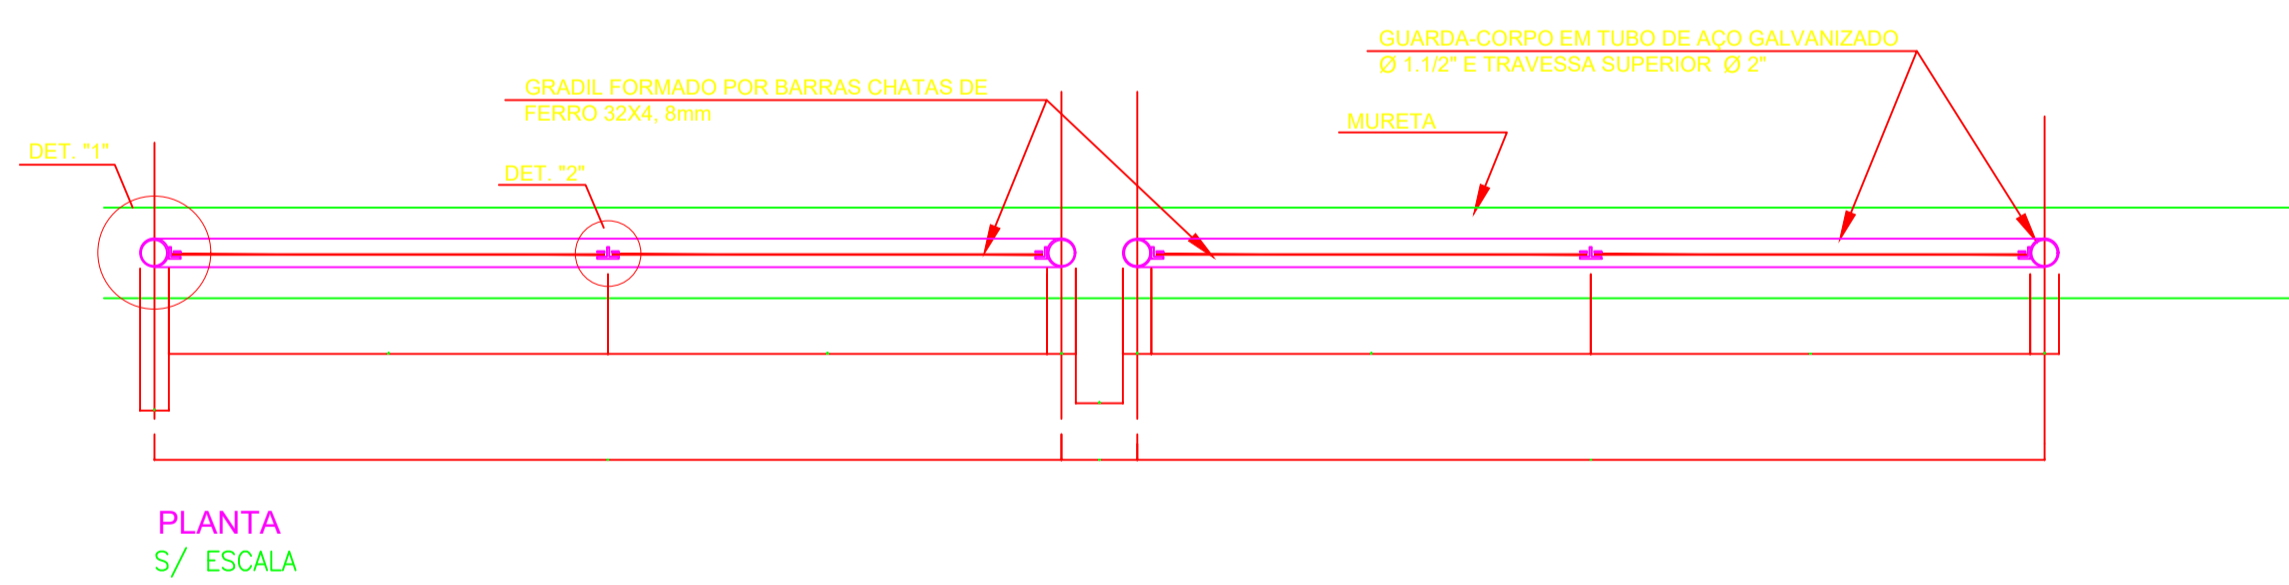 GUARDA-CORPO EM TUBO DE AÇO GALVANIZADO
Ø 1.1/2" E TRAVESSA SUPERIOR Ø 2"
GRADIL FORMADO POR BARRAS CHATAS DE
FERRO 32X4, 8mm
MURETA
DET. "1"
DET. "2"
PLANTA
S/ ESCALA